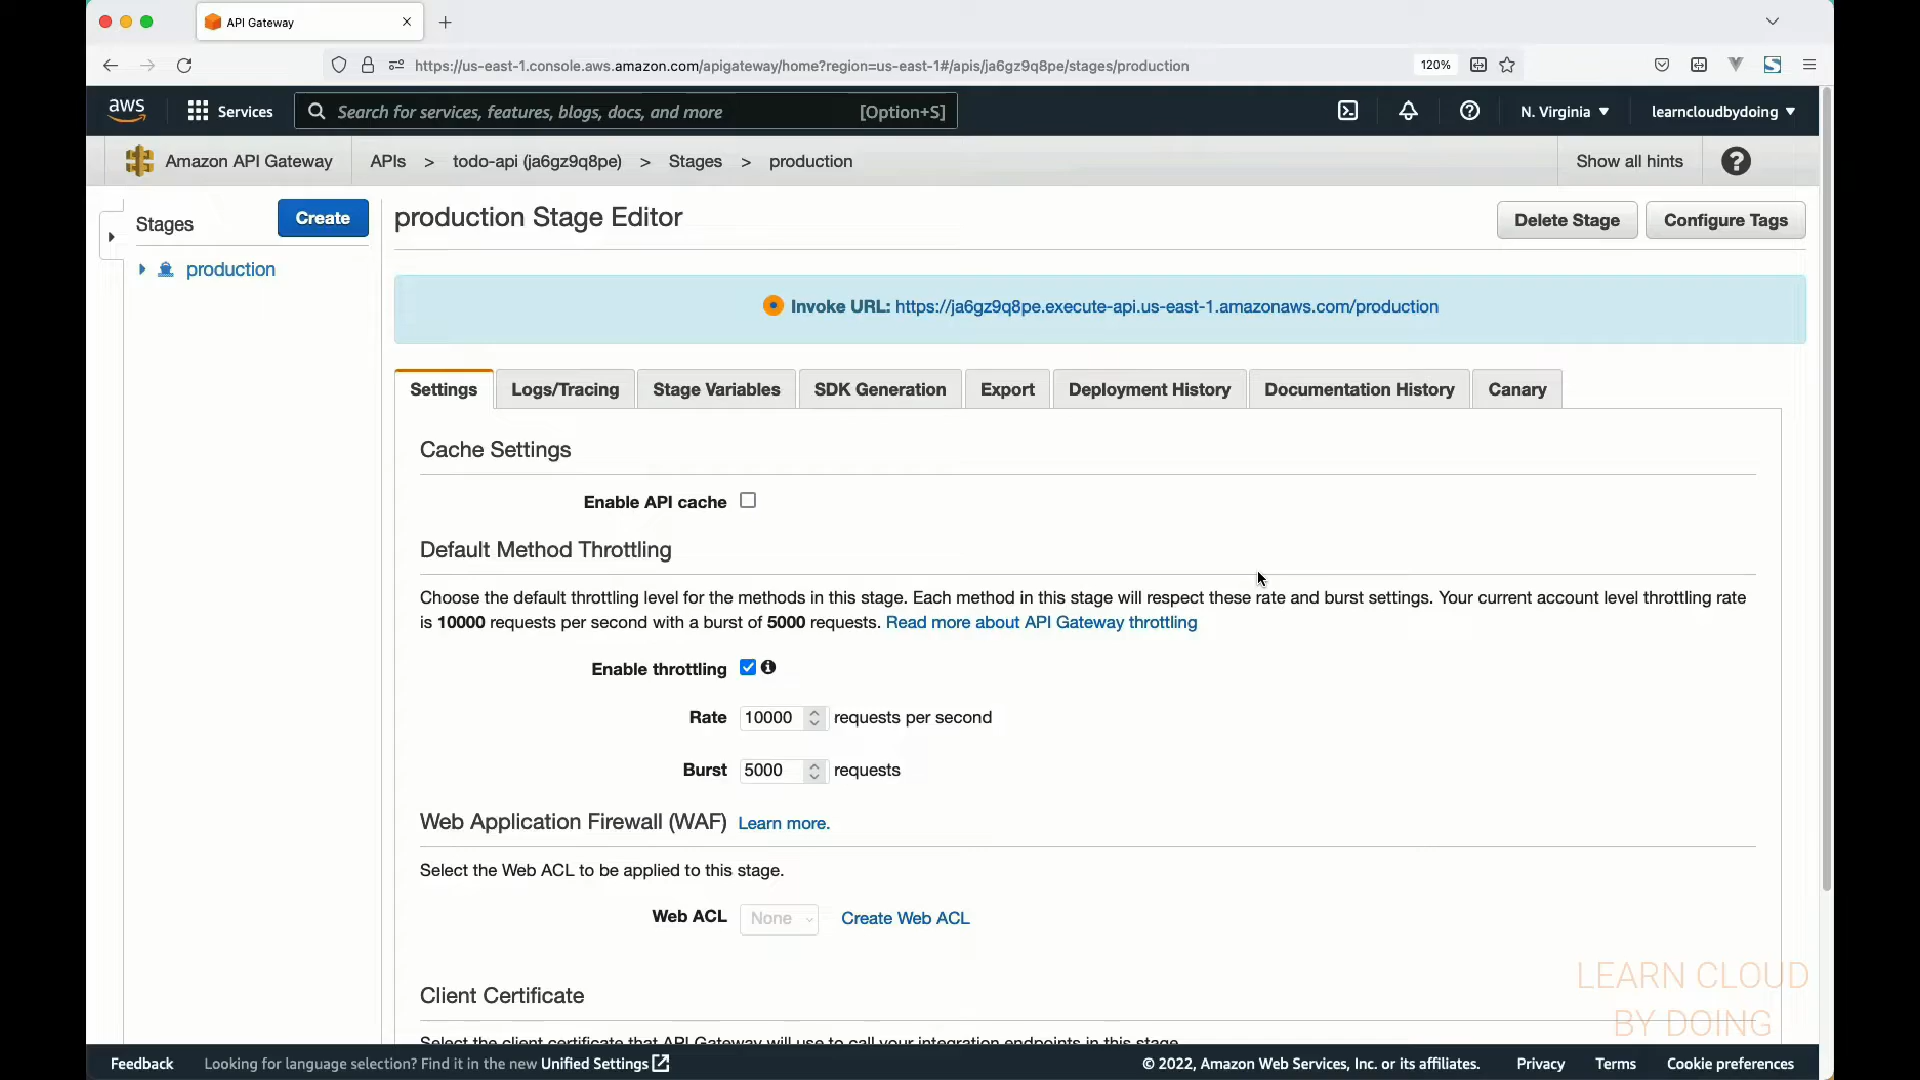 API Gateway
https://us-east-1.console.aws.amazon.com/apigateway/home?region=us-east-1#/apis/ja6gz9q8pe/stages/production
120%
aws
Services
Search for services, features, blogs, docs, and more
[Option+S]
N. Virginia
learncloudbydoing
Amazon API Gateway
APIs > todo-api (ja6gz9q8pe) > Stages > production
Show all hints
Stages
Create
production
production Stage Editor
Delete Stage
Configure Tags
Invoke URL: https://ja6gz9q8pe.execute-api.us-east-1.amazonaws.com/production
Settings
Logs/Tracing
Stage Variables
SDK Generation
Export
Deployment History
Documentation History
Canary
Cache Settings
Enable API cache
Default Method Throttling
Choose the default throttling level for the methods in this stage. Each method in this stage will respect these rate and burst settings. Your current account level throttling rate
is 10000 requests per second with a burst of 5000 requests. Read more about API Gateway throttling
Enable throttling
Rate 10000 requests per second
Burst 5000 requests
Web Application Firewall (WAF) Learn more.
Select the Web ACL to be applied to this stage.
Web ACL None Create Web ACL
Client Certificate
Select the client certificate that API Gateway will use to call your integration endpoints in this stage.
LEARN CLOUD
BY DOING
Feedback
Looking for language selection? Find it in the new Unified Settings
© 2022, Amazon Web Services, Inc. or its affiliates.
Privacy
Terms
Cookie preferences